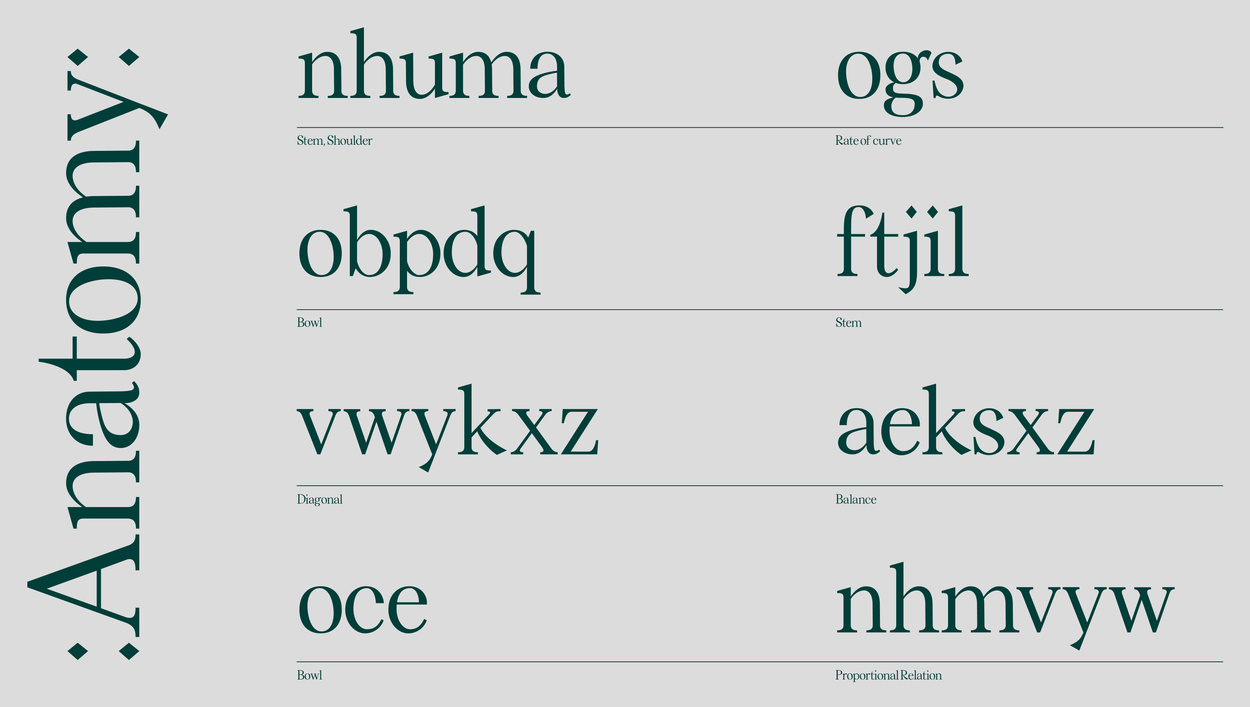 :Anatomy:
nhuma
Stem, Shoulder
ogs
Rate of curve
obpdq
Bowl
ftjil
Stem
vwykxz
Diagonal
aeksxz
Balance
oce
Bowl
nhmvyw
Proportional Relation